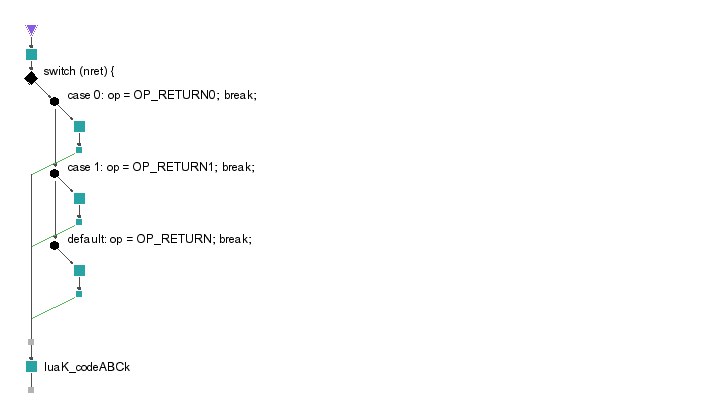 switch (nret) {
case 0: op = OP_RETURN0; break;
case 1: op = OP_RETURN1; break;
default: op = OP_RETURN; break;
luaK_codeABCk